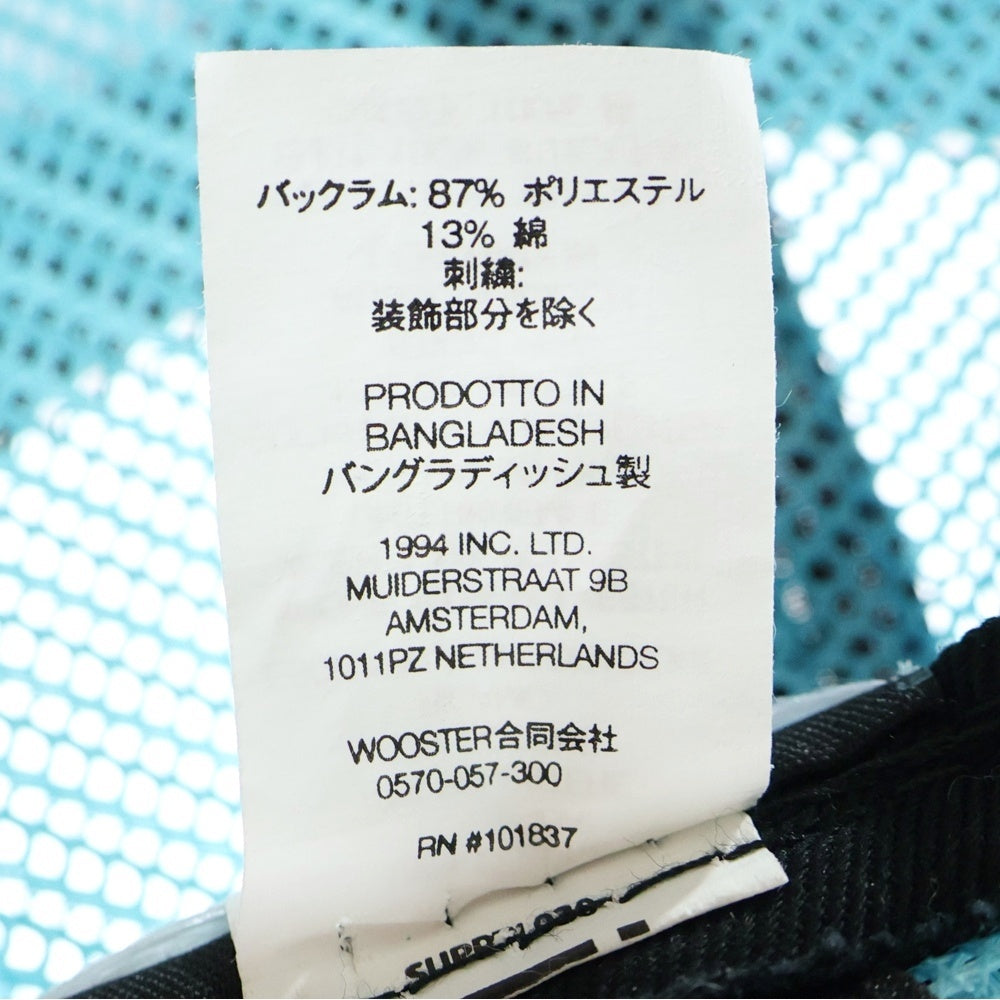 バックラム: 87% ポリエステル
13% 綿
刺繍:
装飾部分を除く
PRODOTTO IN
BANGLADESH
バングラディッシュ製
1994 INC. LTD.
MUIDERSTRAAT 9B
AMSTERDAM,
1011PZ NETHERLANDS
WOOSTER合同会社
0570-057-300
RN #101837